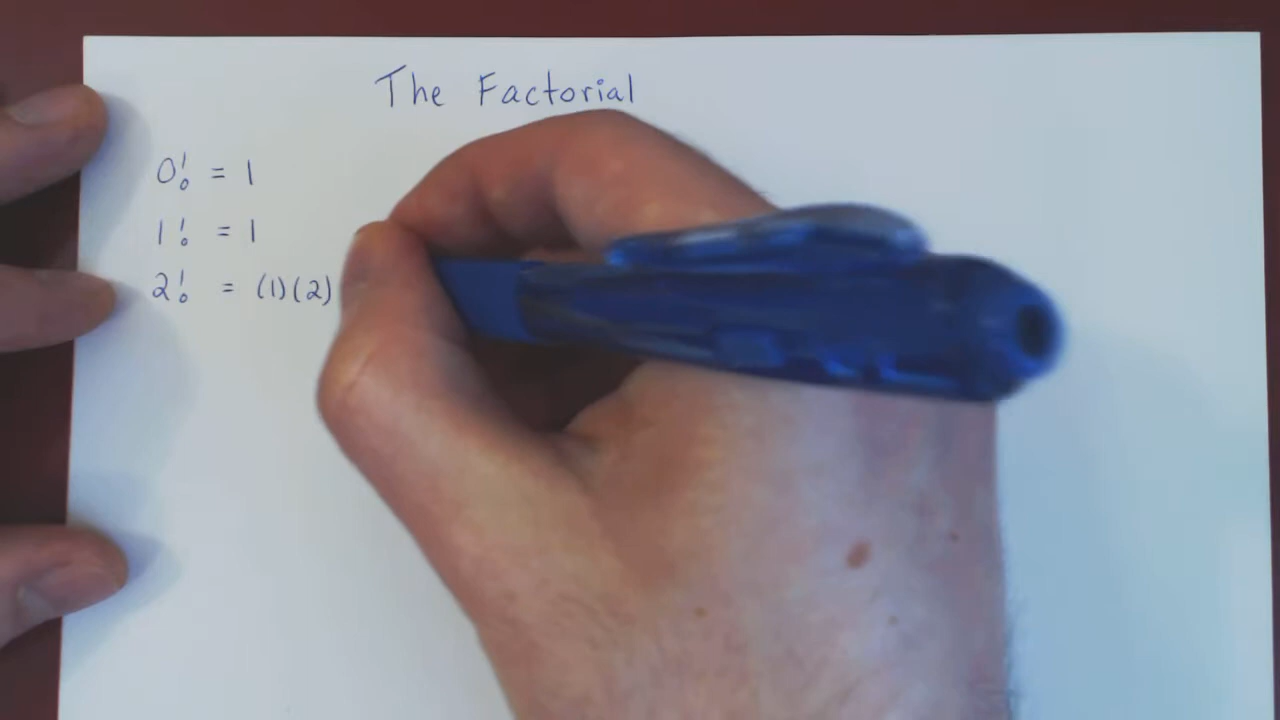 The Factorial
0! = 1
1! = 1
2! = (1)(2)